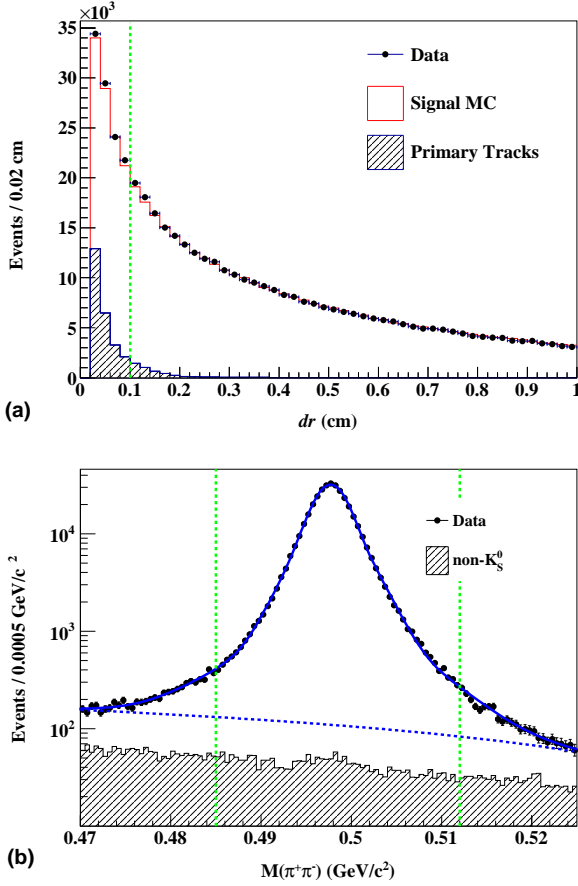 ×10³
35
30
25
20
15
10
5
0
Events / 0.02 cm
Data
Signal MC
Primary Tracks
0 0.1 0.2 0.3 0.4 0.5 0.6 0.7 0.8 0.9 1
dr (cm)
(a)
10⁴
10³
10²
Events / 0.0005 GeV/c²
Data
non-K⁰_S
0.47 0.48 0.49 0.5 0.51 0.52
M(π⁺π⁻) (GeV/c²)
(b)